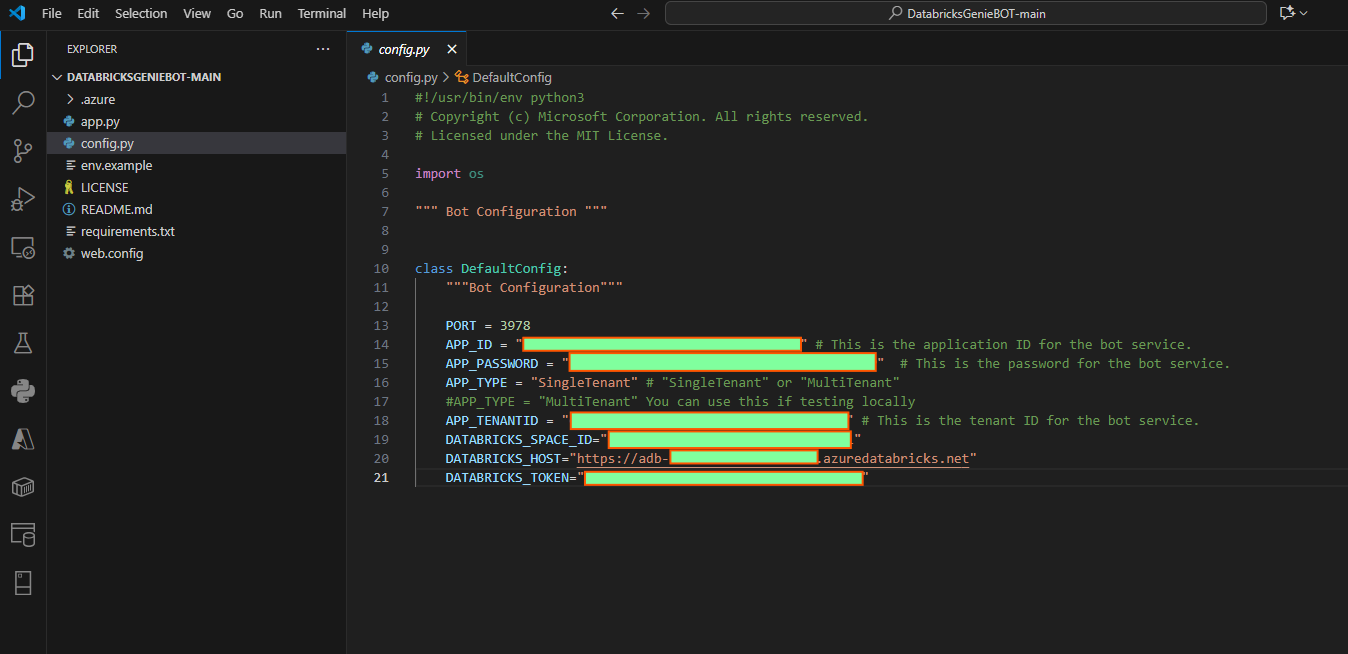 File Edit Selection View Go Run Terminal Help
DatabricksGenieBOT-main
EXPLORER
DATABRICKSGENIEBOT-MAIN
.azure
app.py
config.py
env.example
LICENSE
README.md
requirements.txt
web.config
config.py
config.py > DefaultConfig
1 #!/usr/bin/env python3
2 # Copyright (c) Microsoft Corporation. All rights reserved.
3 # Licensed under the MIT License.
4
5 import os
6
7 """ Bot Configuration """
8
9
10 class DefaultConfig:
11 """Bot Configuration"""
12
13 PORT = 3978
14 APP_ID = "" # This is the application ID for the bot service.
15 APP_PASSWORD = "" # This is the password for the bot service.
16 APP_TYPE = "SingleTenant" # "SingleTenant" or "MultiTenant"
17 #APP_TYPE = "MultiTenant" You can use this if testing locally
18 APP_TENANTID = "" # This is the tenant ID for the bot service.
19 DATABRICKS_SPACE_ID=""
20 DATABRICKS_HOST="https://adb-.azuredatabricks.net"
21 DATABRICKS_TOKEN=""